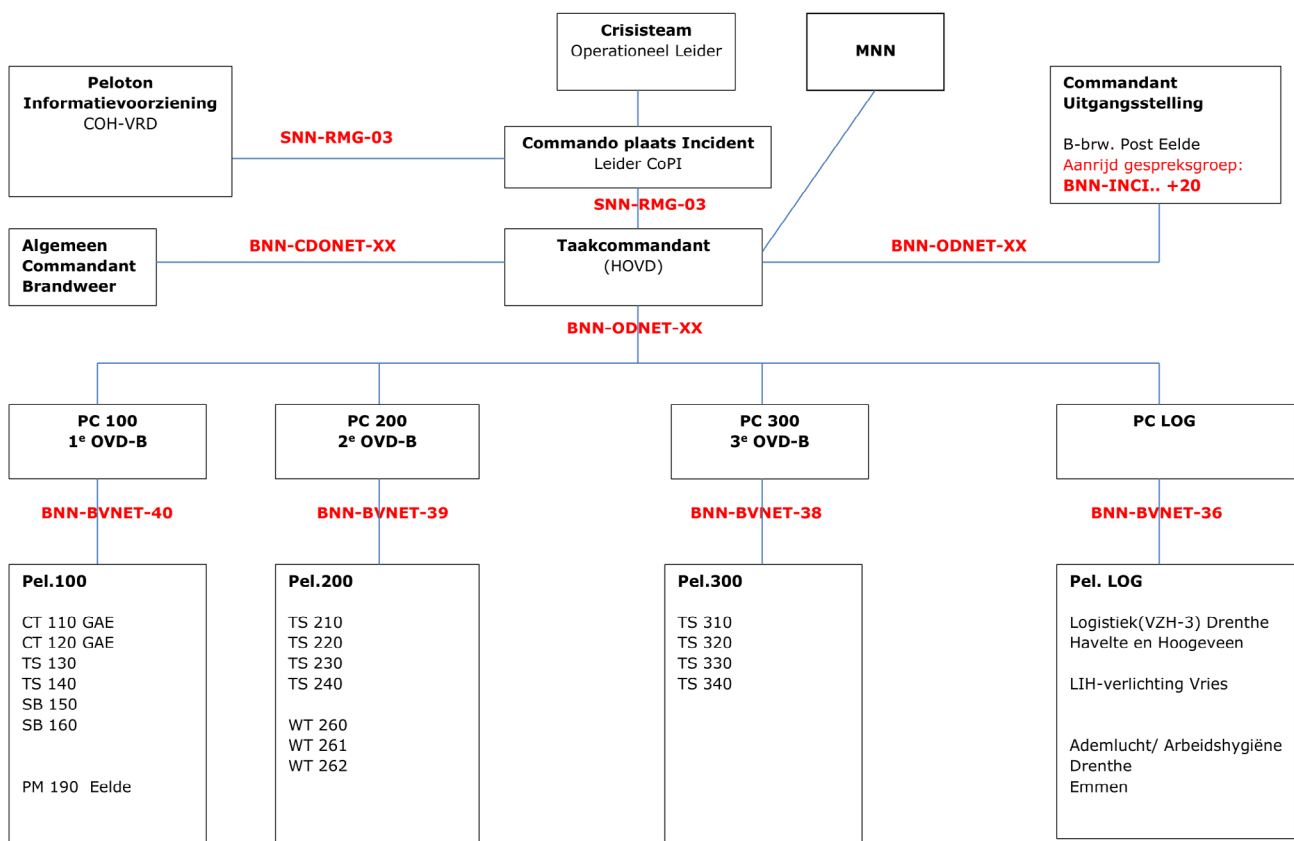 Crisisteam
Operationeel Leider
MNN
Peloton
Informatievoorziening
COH-VRD
Commandant
Uitgangsstelling
B-brw. Post Eelde
Aanrijd gespreksgroep:
BNN-INCI.. +20
SNN-RMG-03
Commando plaats Incident
Leider CoPI
SNN-RMG-03
Algemeen
Commandant
Brandweer
BNN-CDONET-XX
Taakcommandant
(HOVD)
BNN-ODNET-XX
BNN-ODNET-XX
PC 100
1e OVD-B
PC 200
2e OVD-B
PC 300
3e OVD-B
PC LOG
BNN-BVNET-40
BNN-BVNET-39
BNN-BVNET-38
BNN-BVNET-36
Pel.100
CT 110 GAE
CT 120 GAE
TS 130
TS 140
SB 150
SB 160
PM 190  Eelde
Pel.200
TS 210
TS 220
TS 230
TS 240
WT 260
WT 261
WT 262
Pel.300
TS 310
TS 320
TS 330
TS 340
Pel. LOG
Logistiek(VZH-3) Drenthe
Havelte en Hoogeveen
LIH-verlichting Vries
Ademlucht/ Arbeidshygiëne
Drenthe
Emmen